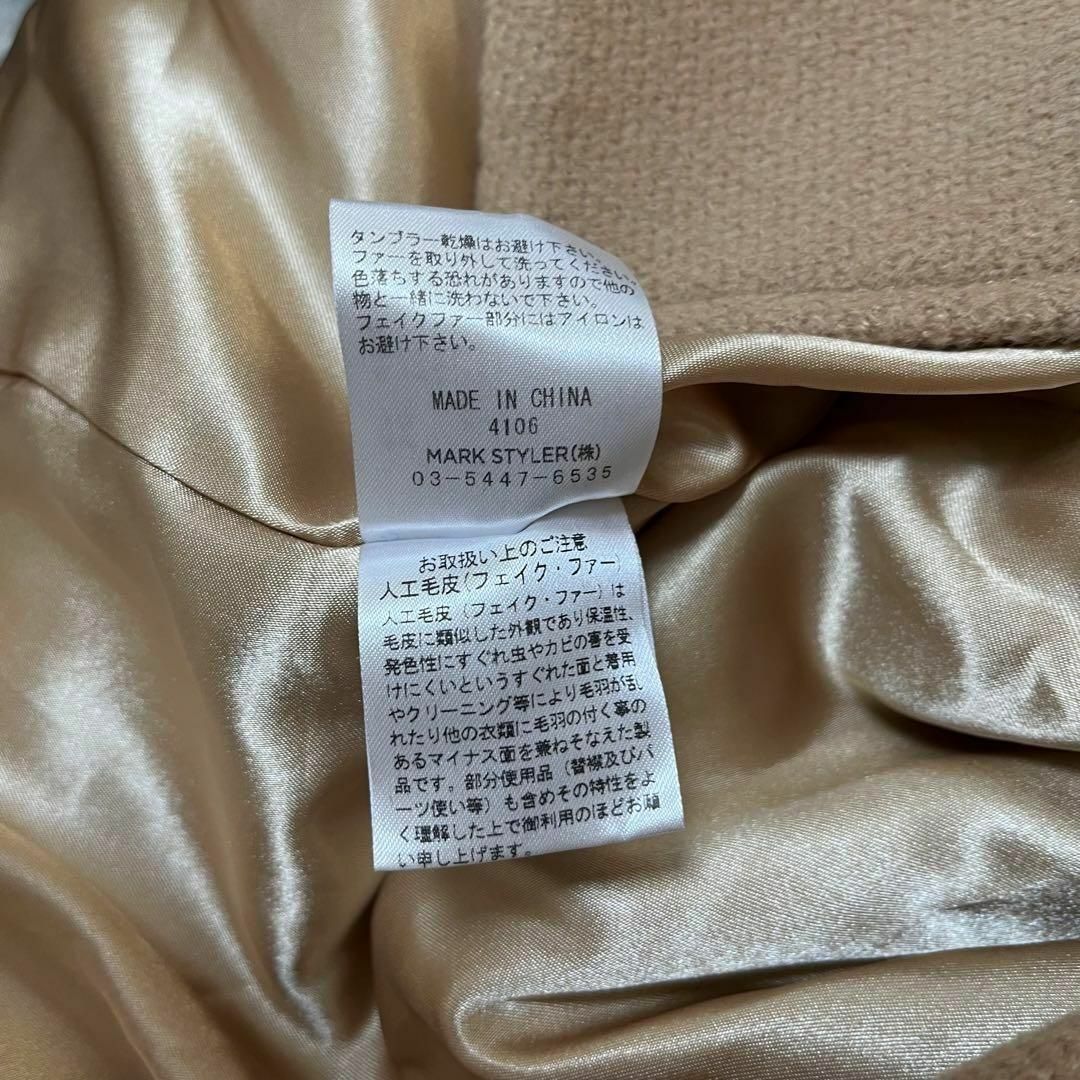 タンブラー乾燥はお避け下さい。
ファーを取り外して洗ってください。
色落ちする恐れがありますので他の
物と一緒に洗わないで下さい。
フェイクファー部分にはアイロンは
お避け下さい。
MADE IN CHINA
4106
MARK STYLER(株)
03-5447-6535
お取扱い上のご注意
人工毛皮(フェイク・ファー)
人工毛皮(フェイク・ファー)は
毛皮に類似した外観であり保温性、
発色性にすぐれ虫やカビの害を受
けにくいというすぐれた面と着用
やクリーニング等により毛羽が乱
れたり他の衣類に毛羽の付く事の
あるマイナス面を兼ねそなえた製
品です。部分使用品(替襟及びパ
ーツ使い等)も含めその特性をよ
く理解した上で御利用のほどお願
い申し上げます。